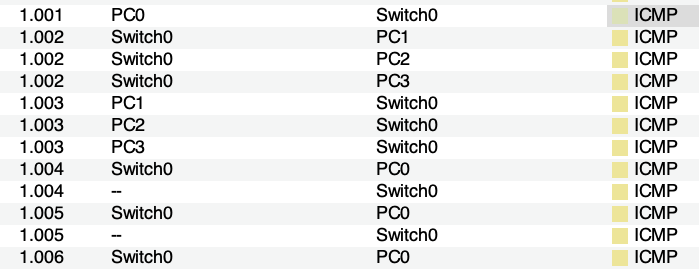 1.001 PC0 Switch0 ICMP
1.002 Switch0 PC1 ICMP
1.002 Switch0 PC2 ICMP
1.002 Switch0 PC3 ICMP
1.003 PC1 Switch0 ICMP
1.003 PC2 Switch0 ICMP
1.003 PC3 Switch0 ICMP
1.004 Switch0 PC0 ICMP
1.004 -- Switch0 ICMP
1.005 Switch0 PC0 ICMP
1.005 -- Switch0 ICMP
1.006 Switch0 PC0 ICMP